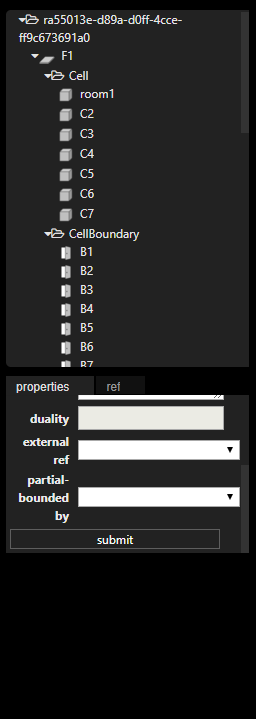 ra55013e-d89a-d0ff-4cce-
ff9c673691a0
F1
Cell
room1
C2
C3
C4
C5
C6
C7
CellBoundary
B1
B2
B3
B4
B5
B6
B7
properties
ref
duality
external
ref
partial-
bounded
by
submit